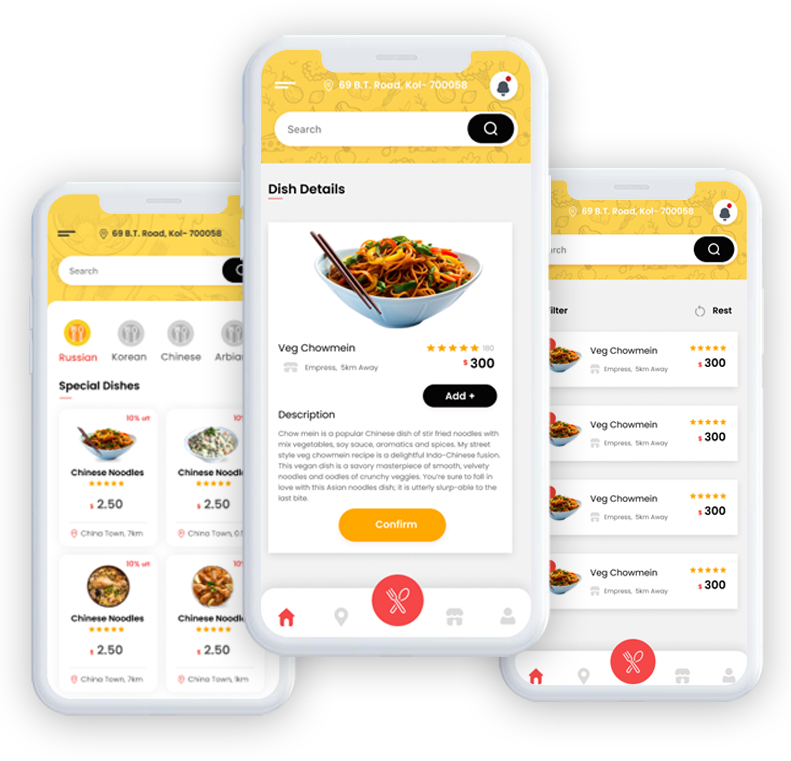 69 B.T. Road, Kol- 700058
Search
Russian Korean Chinese Arbian
Special Dishes
10% off
Chinese Noodles
$ 2.50
China Town, 7km
10%
Chinese Noodles
$ 2.50
China Town, 0.5
10% off
Chinese Noodles
$ 2.50
China Town, 7km
10%
Chinese Noodles
$ 2.50
China Town, 1km
69 B.T. Road, Kol- 700058
Search
Dish Details
Veg Chowmein 180
Empress, 5km Away $ 300
Add +
Description
Chow mein is a popular Chinese dish of stir fried noodles with
mix vegetables, soy sauce, aromatics and spices. My street
style veg chowmein recipe is a delightful Indo-Chinese fusion.
This vegan dish is a savory masterpiece of smooth, velvety
noodles and oodles of crunchy veggies. You're sure to fall in
love with this Asian noodles dish; it is utterly slurp-able to the
last bite.
Confirm
69 B.T. Road, Kol- 700058
rch
ilter Rest
Veg Chowmein
Empress, 5km Away $ 300
Veg Chowmein
Empress, 5km Away $ 300
Veg Chowmein
Empress, 5km Away $ 300
Veg Chowmein
Empress, 5km Away $ 300